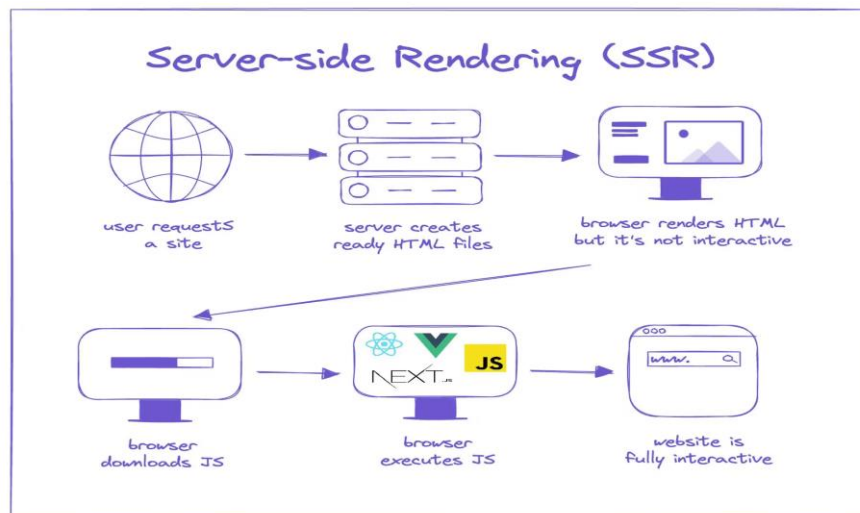 Server-side Rendering (SSR)
user requests
a site
server creates
ready HTML files
browser renders HTML
but it's not interactive
browser
downloads JS
NEXT.JS
JS
browser
executes JS
www.
website is
fully interactive